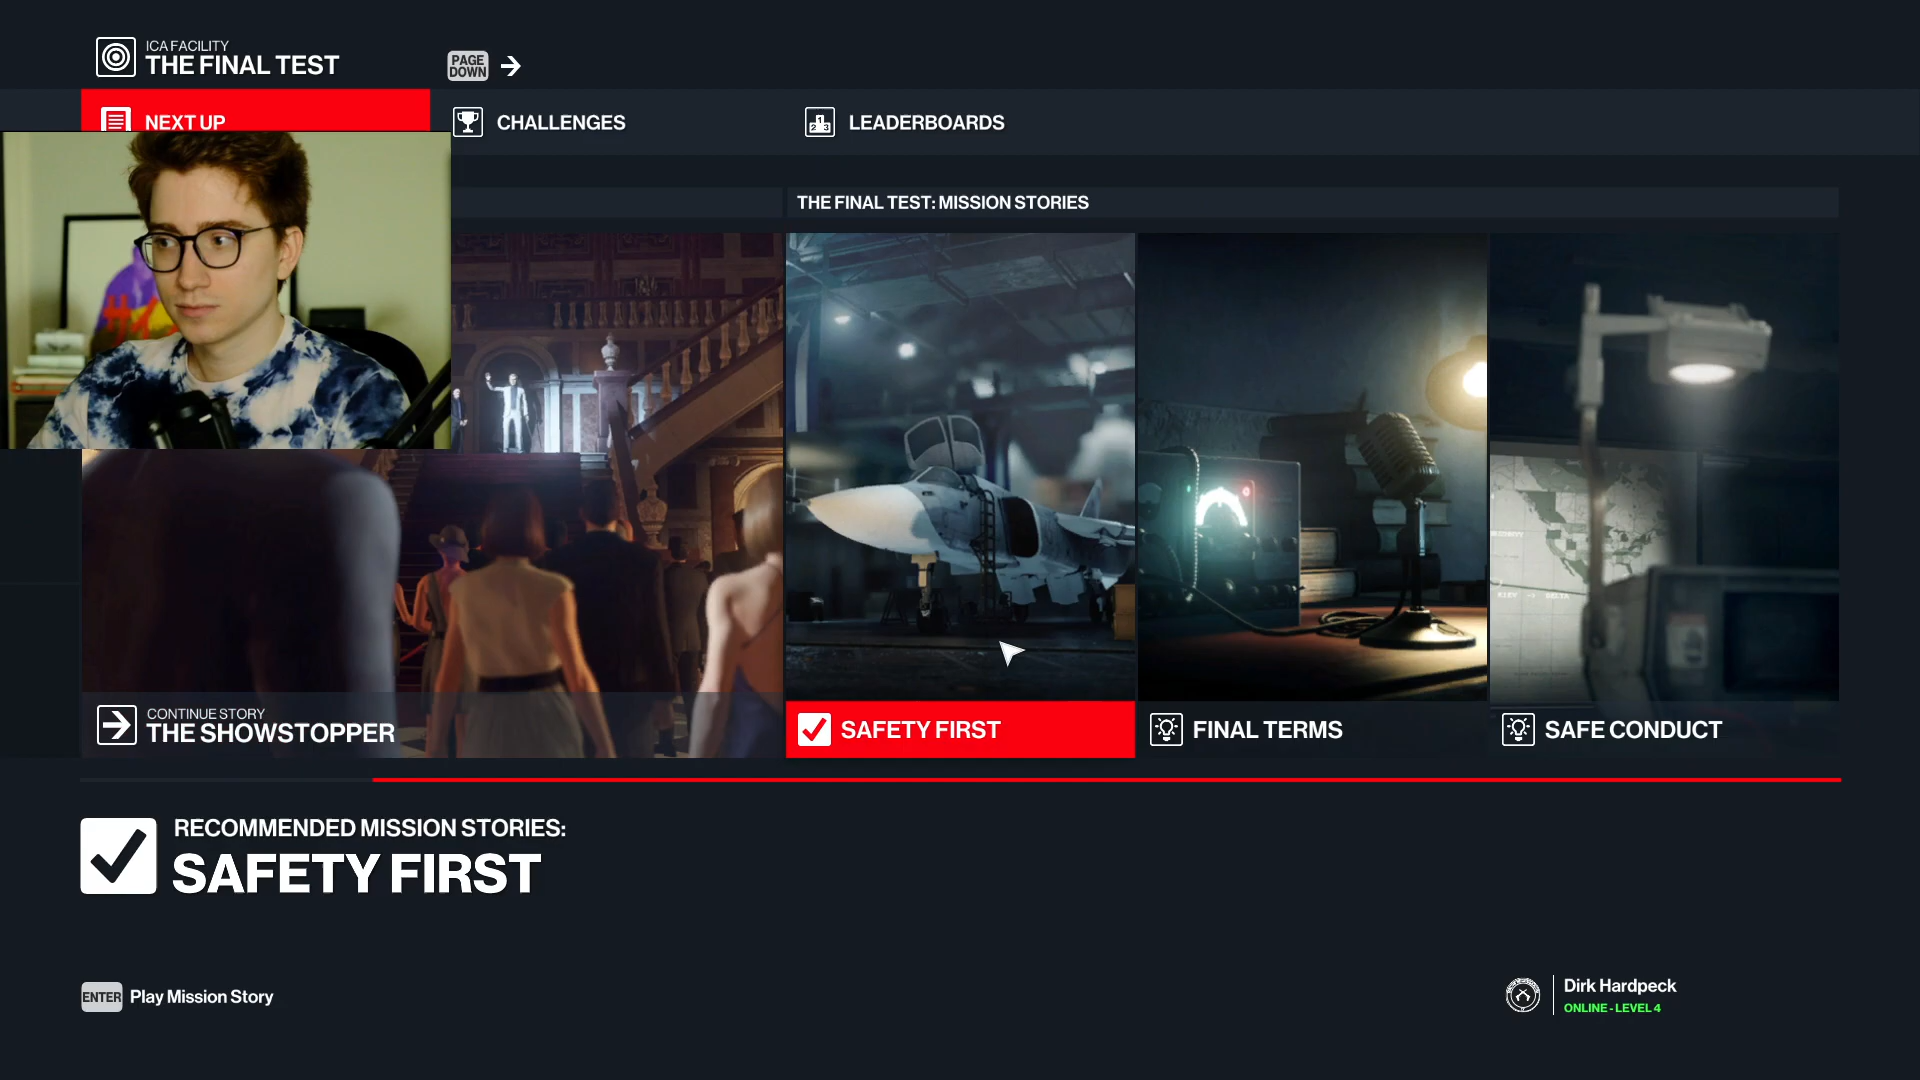 ICA FACILITY
THE FINAL TEST
PAGE DOWN
NEXT UP
CHALLENGES
LEADERBOARDS
THE FINAL TEST: MISSION STORIES
CONTINUE STORY
THE SHOWSTOPPER
SAFETY FIRST
FINAL TERMS
SAFE CONDUCT
RECOMMENDED MISSION STORIES:
SAFETY FIRST
ENTER Play Mission Story
Dirk Hardpeck
ONLINE - LEVEL 4